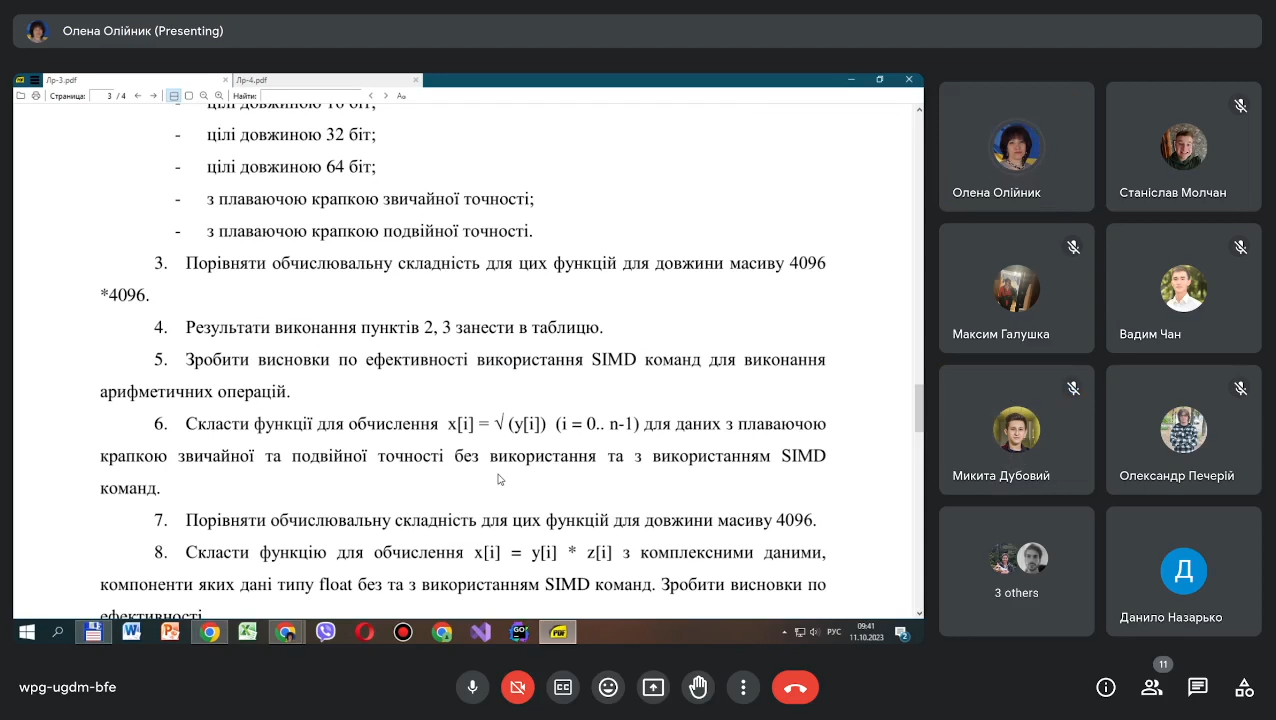 Олена Олійник (Presenting)
Лр-3.pdf
Лр-4.pdf
Страница: 3 / 4
Найти:
Aa
- цілі довжиною 16 біт;
- цілі довжиною 32 біт;
- цілі довжиною 64 біт;
- з плаваючою крапкою звичайної точності;
- з плаваючою крапкою подвійної точності.
3. Порівняти обчислювальну складність для цих функцій для довжини масиву 4096
*4096.
4. Результати виконання пунктів 2, 3 занести в таблицю.
5. Зробити висновки по ефективності використання SIMD команд для виконання
арифметичних операцій.
6. Скласти функції для обчислення x[i] = √ (y[i]) (i = 0.. n-1) для даних з плаваючою
крапкою звичайної та подвійної точності без використання та з використанням SIMD
команд.
7. Порівняти обчислювальну складність для цих функцій для довжини масиву 4096.
8. Скласти функцію для обчислення x[i] = y[i] * z[i] з комплексними даними,
компоненти яких дані типу float без та з використанням SIMD команд. Зробити висновки по
ефективності.
РУС
09:41
11.10.2023
2
Олена Олійник
Станіслав Молчан
Максим Галушка
Вадим Чан
Микита Дубовий
Олександр Печерій
3 others
Д
Данило Назарько
wpg-ugdm-bfe
11